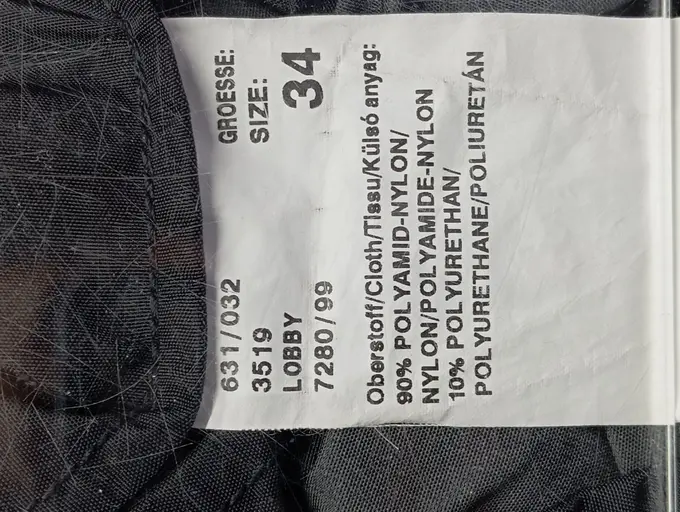 631/032 GROESSE:
3519 SIZE:
LOBBY 34
7280/99
Oberstoff/Cloth/Tissu/Külsó anyag:
90% POLYAMID-NYLON/
NYLON/POLYAMIDE-NYLON
10% POLYURETHAN/
POLYURETHANE/POLIURETÁN